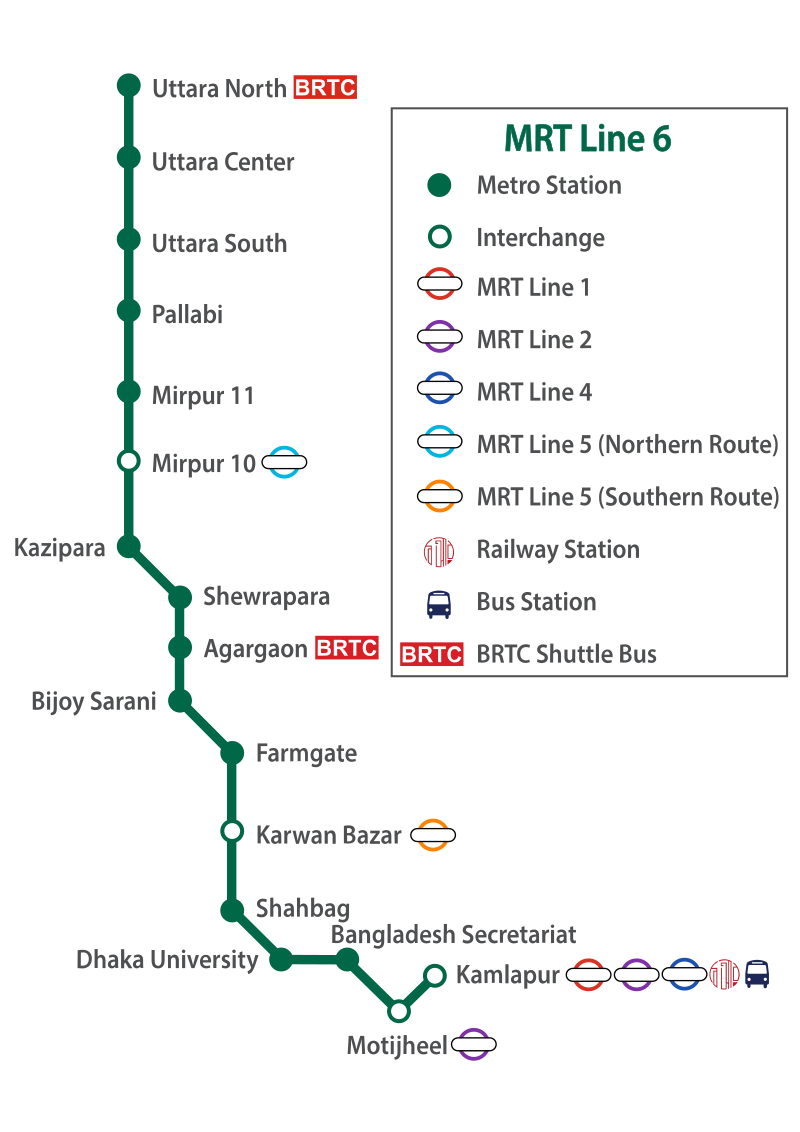 Uttara North BRTC
Uttara Center
Uttara South
Pallabi
Mirpur 11
Mirpur 10
Kazipara
Shewrapara
Agargaon BRTC
Bijoy Sarani
Farmgate
Karwan Bazar
Shahbag
Dhaka University
Bangladesh Secretariat
Kamlapur
Motijheel
MRT Line 6
Metro Station
Interchange
MRT Line 1
MRT Line 2
MRT Line 4
MRT Line 5 (Northern Route)
MRT Line 5 (Southern Route)
Railway Station
Bus Station
BRTC BRTC Shuttle Bus